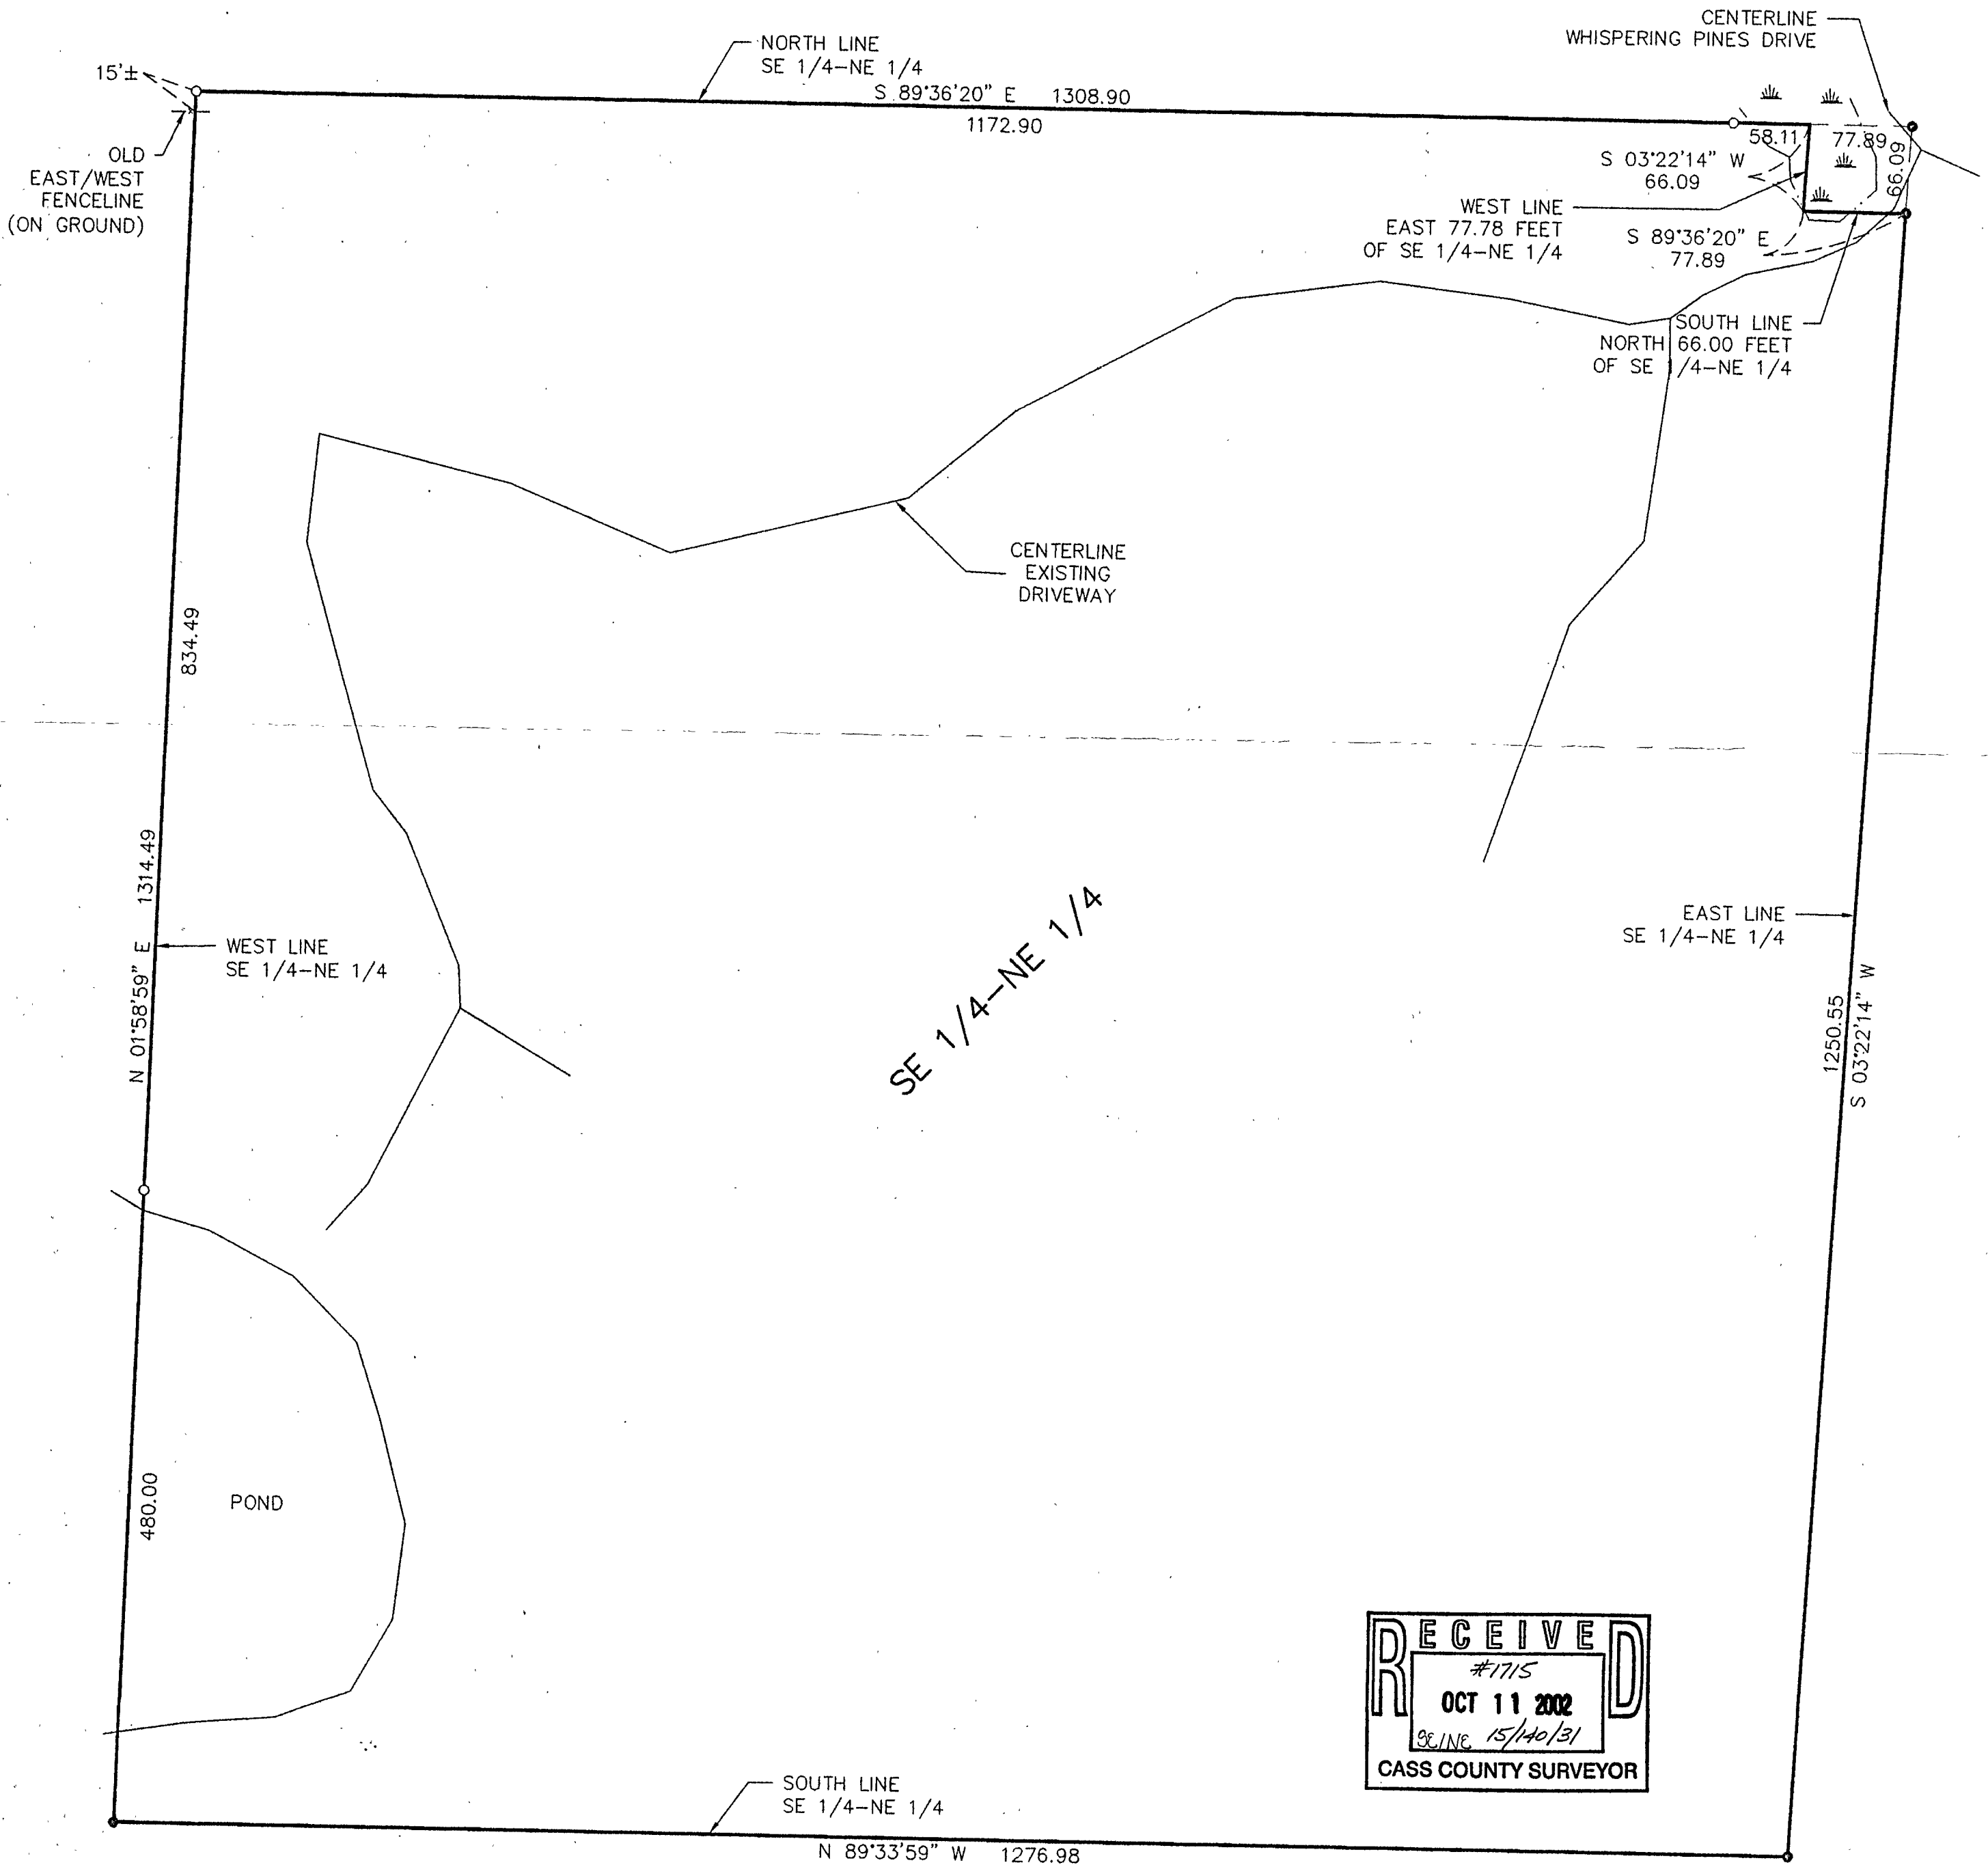 CENTERLINE
WHISPERING PINES DRIVE
NORTH LINE
SE 1/4-NE 1/4
15'±
S 89°36'20" E 1308.90
1172.90
58.11
77.89
66.09
OLD
EAST/WEST
FENCELINE
(ON GROUND)
S 03°22'14" W
66.09
WEST LINE
EAST 77.78 FEET
OF SE 1/4-NE 1/4
S 89°36'20" E
77.89
SOUTH LINE
NORTH 66.00 FEET
OF SE 1/4-NE 1/4
CENTERLINE
EXISTING
DRIVEWAY
834.49
N 01°58'59" E 1314.49
WEST LINE
SE 1/4-NE 1/4
SE 1/4-NE 1/4
EAST LINE
SE 1/4-NE 1/4
1250.55
S 03°22'14" W
480.00
POND
RECEIVED
#1715
OCT 11 2002
SE/NE 15/140/31
CASS COUNTY SURVEYOR
SOUTH LINE
SE 1/4-NE 1/4
N 89°33'59" W 1276.98